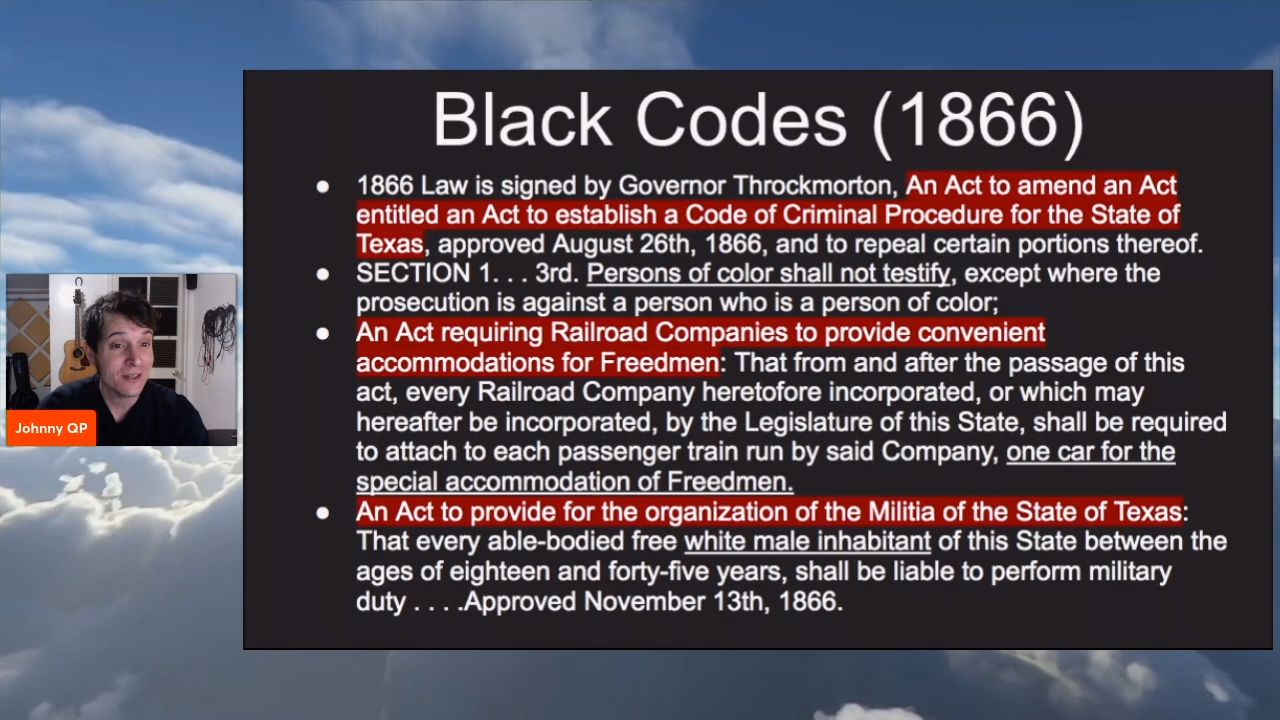 Black Codes (1866)
● 1866 Law is signed by Governor Throckmorton, An Act to amend an Act
entitled an Act to establish a Code of Criminal Procedure for the State of
Texas, approved August 26th, 1866, and to repeal certain portions thereof.
● SECTION 1. . . 3rd. Persons of color shall not testify, except where the
prosecution is against a person who is a person of color;
● An Act requiring Railroad Companies to provide convenient
accommodations for Freedmen: That from and after the passage of this
act, every Railroad Company heretofore incorporated, or which may
hereafter be incorporated, by the Legislature of this State, shall be required
to attach to each passenger train run by said Company, one car for the
special accommodation of Freedmen.
● An Act to provide for the organization of the Militia of the State of Texas:
That every able-bodied free white male inhabitant of this State between the
ages of eighteen and forty-five years, shall be liable to perform military
duty . . . .Approved November 13th, 1866.
Johnny QP